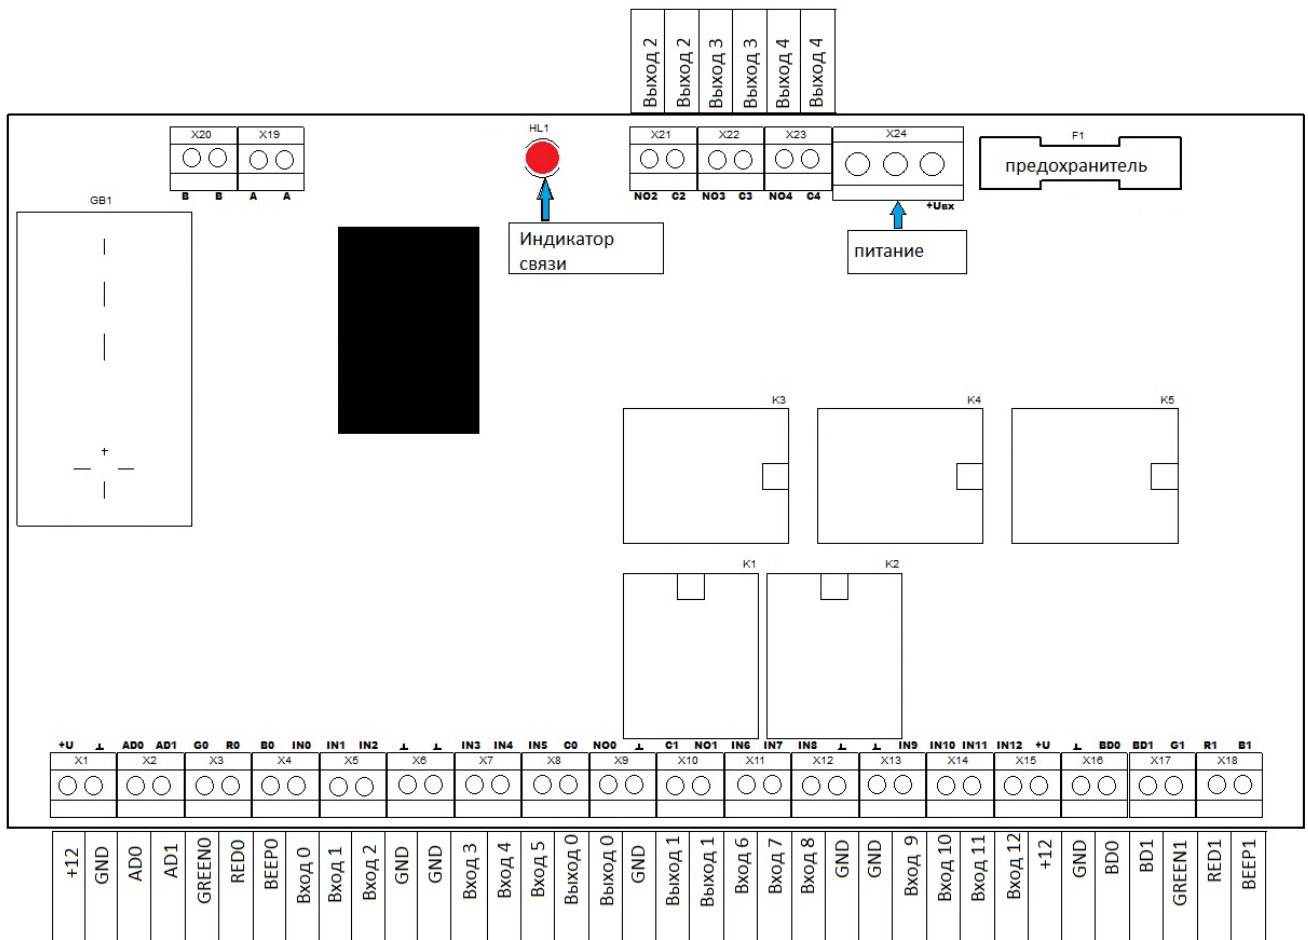 Выход 2
Выход 2
Выход 3
Выход 3
Выход 4
Выход 4
X20 X19
HL1
X21 X22 X23 X24
F1
предохранитель
B B A A
NO2 C2 NO3 C3 NO4 C4
+Uвх
GB1
Индикатор
связи
питание
K3 K4 K5
K1 K2
+U ⊥ AD0 AD1 G0 R0 B0 IN0 IN1 IN2 ⊥ ⊥ IN3 IN4 IN5 C0 NO0 ⊥ C1 NO1 IN6 IN7 IN8 ⊥ ⊥ IN9 IN10 IN11 IN12 +U ⊥ BD0 BD1 G1 R1 B1
X1 X2 X3 X4 X5 X6 X7 X8 X9 X10 X11 X12 X13 X14 X15 X16 X17 X18
+12
GND
AD0
AD1
GREEN0
RED0
BEEP0
Вход 0
Вход 1
Вход 2
GND
GND
Вход 3
Вход 4
Вход 5
Выход 0
Выход 0
GND
Выход 1
Выход 1
Вход 6
Вход 7
Вход 8
GND
GND
Вход 9
Вход 10
Вход 11
Вход 12
+12
GND
BD0
BD1
GREEN1
RED1
BEEP1